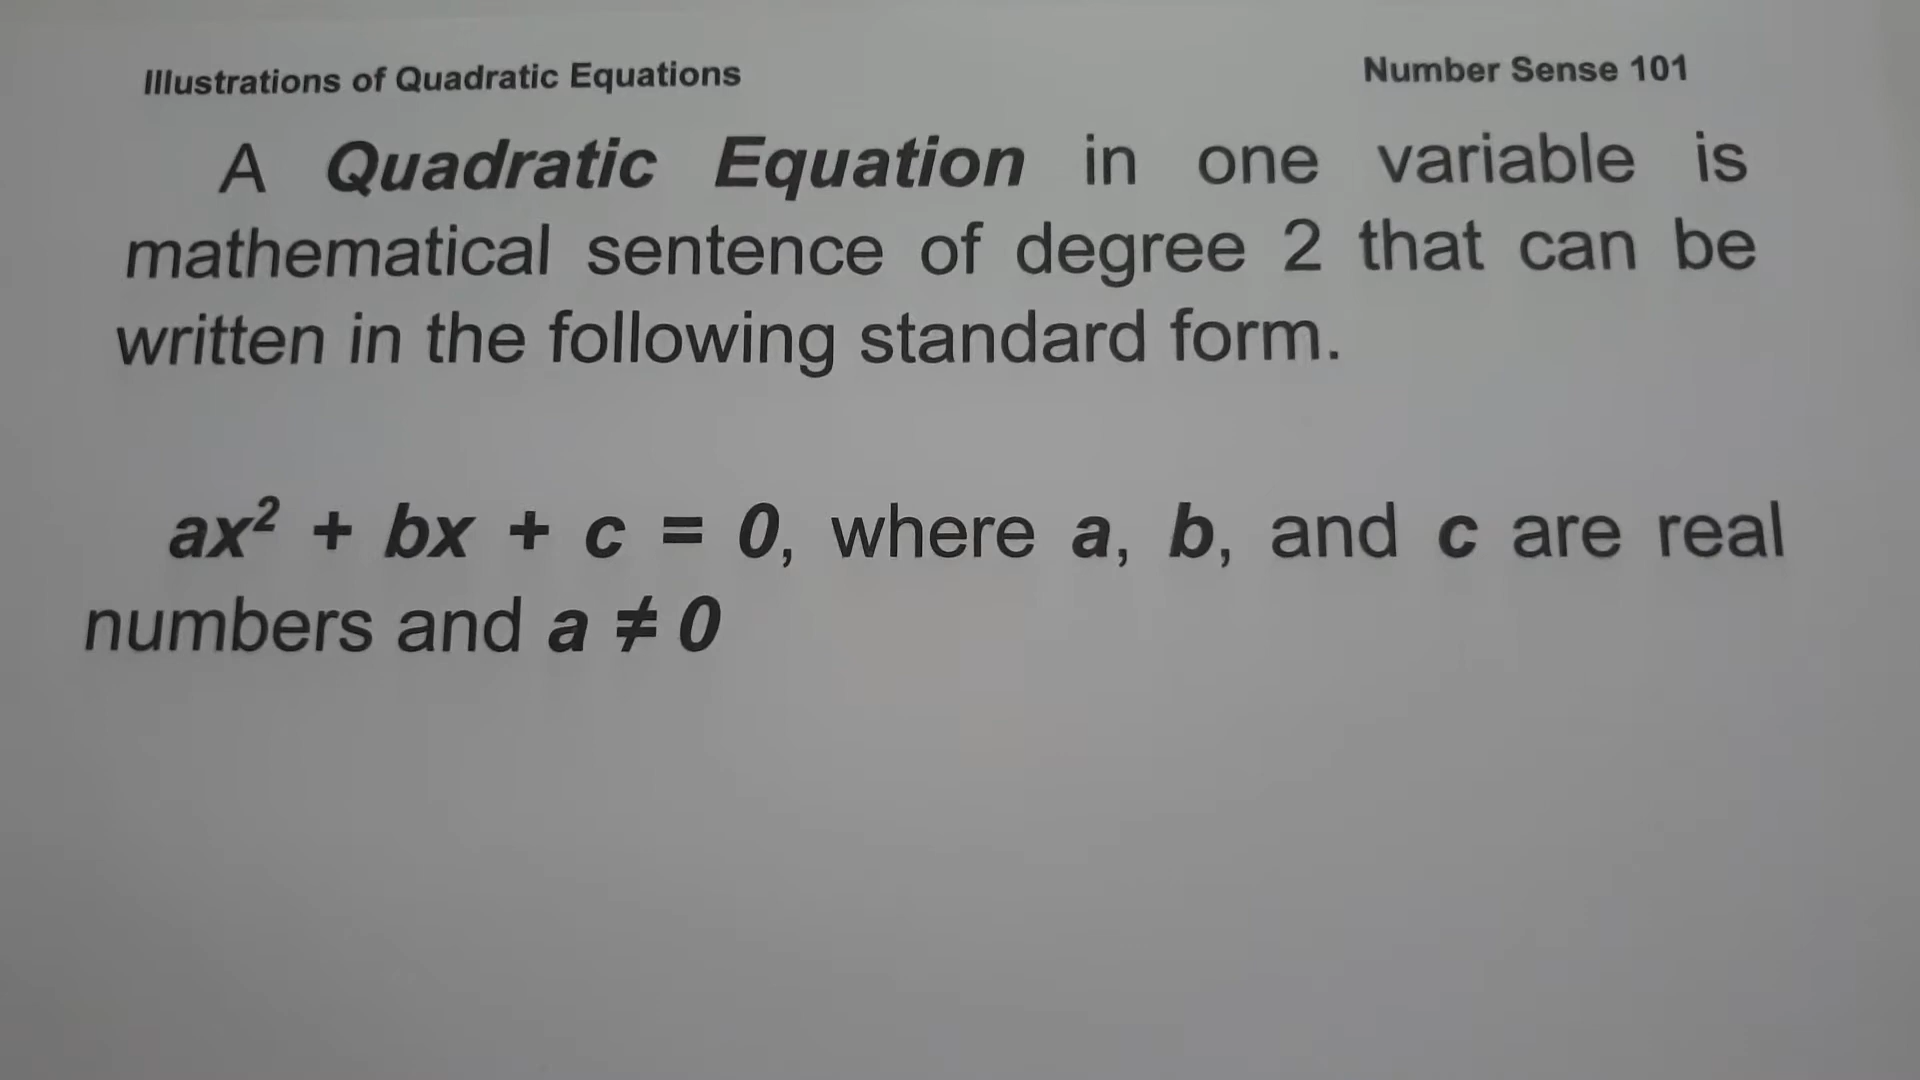 Illustrations of Quadratic Equations
Number Sense 101
A Quadratic Equation in one variable is
mathematical sentence of degree 2 that can be
written in the following standard form.
ax² + bx + c = 0, where a, b, and c are real
numbers and a ≠ 0